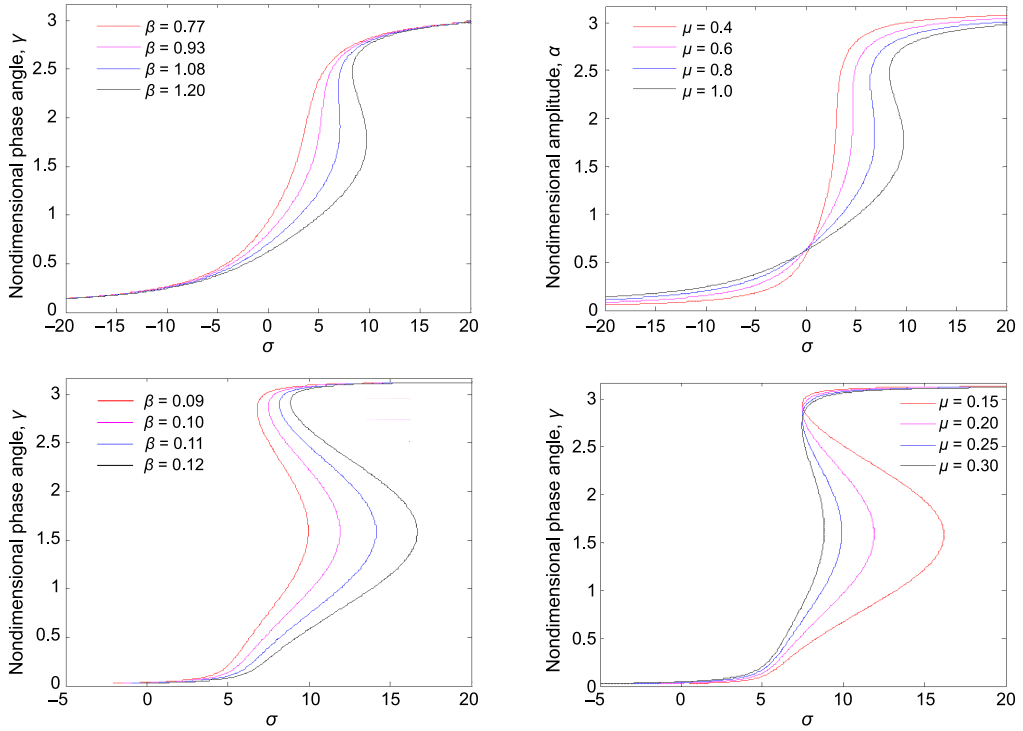 Nondimensional phase angle, γ
3
2.5
2
1.5
1
0.5
0
β = 0.77
β = 0.93
β = 1.08
β = 1.20
−20 −15 −10 −5 0 5 10 15 20
σ
Nondimensional amplitude, α
3
2.5
2
1.5
1
0.5
0
μ = 0.4
μ = 0.6
μ = 0.8
μ = 1.0
−20 −15 −10 −5 0 5 10 15 20
σ
Nondimensional phase angle, γ
3
2.5
2
1.5
1
0.5
0
β = 0.09
β = 0.10
β = 0.11
β = 0.12
−5 0 5 10 15 20
σ
Nondimensional phase angle, γ
3
2.5
2
1.5
1
0.5
0
μ = 0.15
μ = 0.20
μ = 0.25
μ = 0.30
−5 0 5 10 15 20
σ